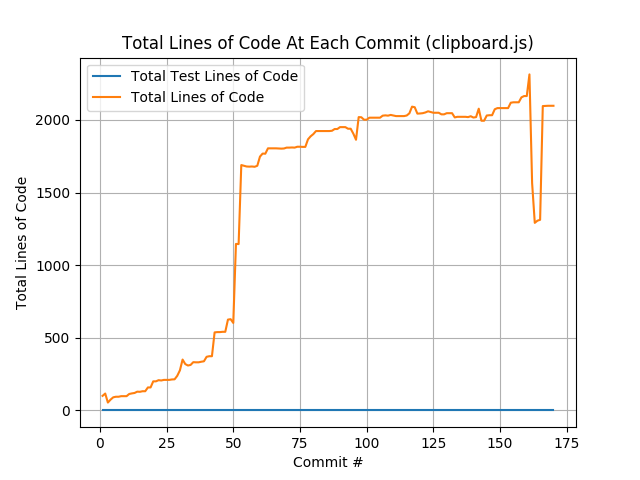 Total Lines of Code At Each Commit (clipboard.js)
Total Test Lines of Code
Total Lines of Code
Total Lines of Code
2000
1500
1000
500
0
0 25 50 75 100 125 150 175
Commit #